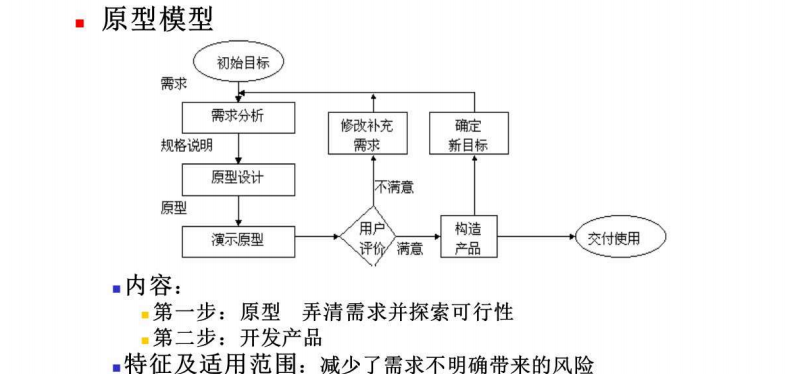 原型模型
初始目标
需求
需求分析
修改补充
需求
确定
新目标
规格说明
原型设计
不满意
原型
演示原型
用户
评价
满意
构造
产品
交付使用
内容：
第一步：原型 弄清需求并探索可行性
第二步：开发产品
特征及适用范围：减少了需求不明确带来的风险